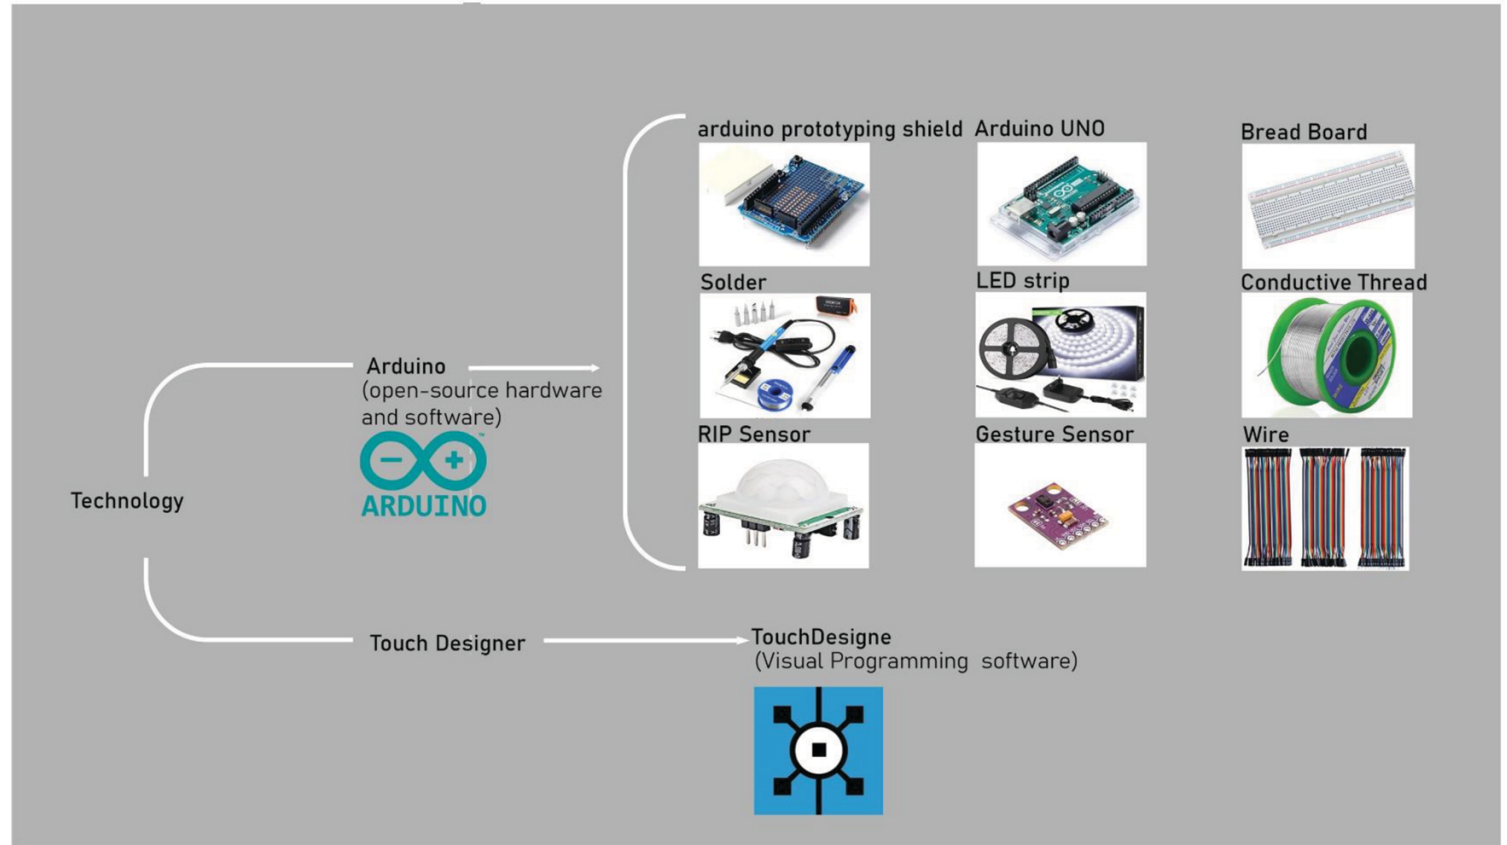 arduino prototyping shield
Arduino UNO
Bread Board
Solder
LED strip
Conductive Thread
Arduino
(open-source hardware
and software)
RIP Sensor
Gesture Sensor
Wire
ARDUINO
™
Technology
Touch Designer
TouchDesigne
(Visual Programming software)